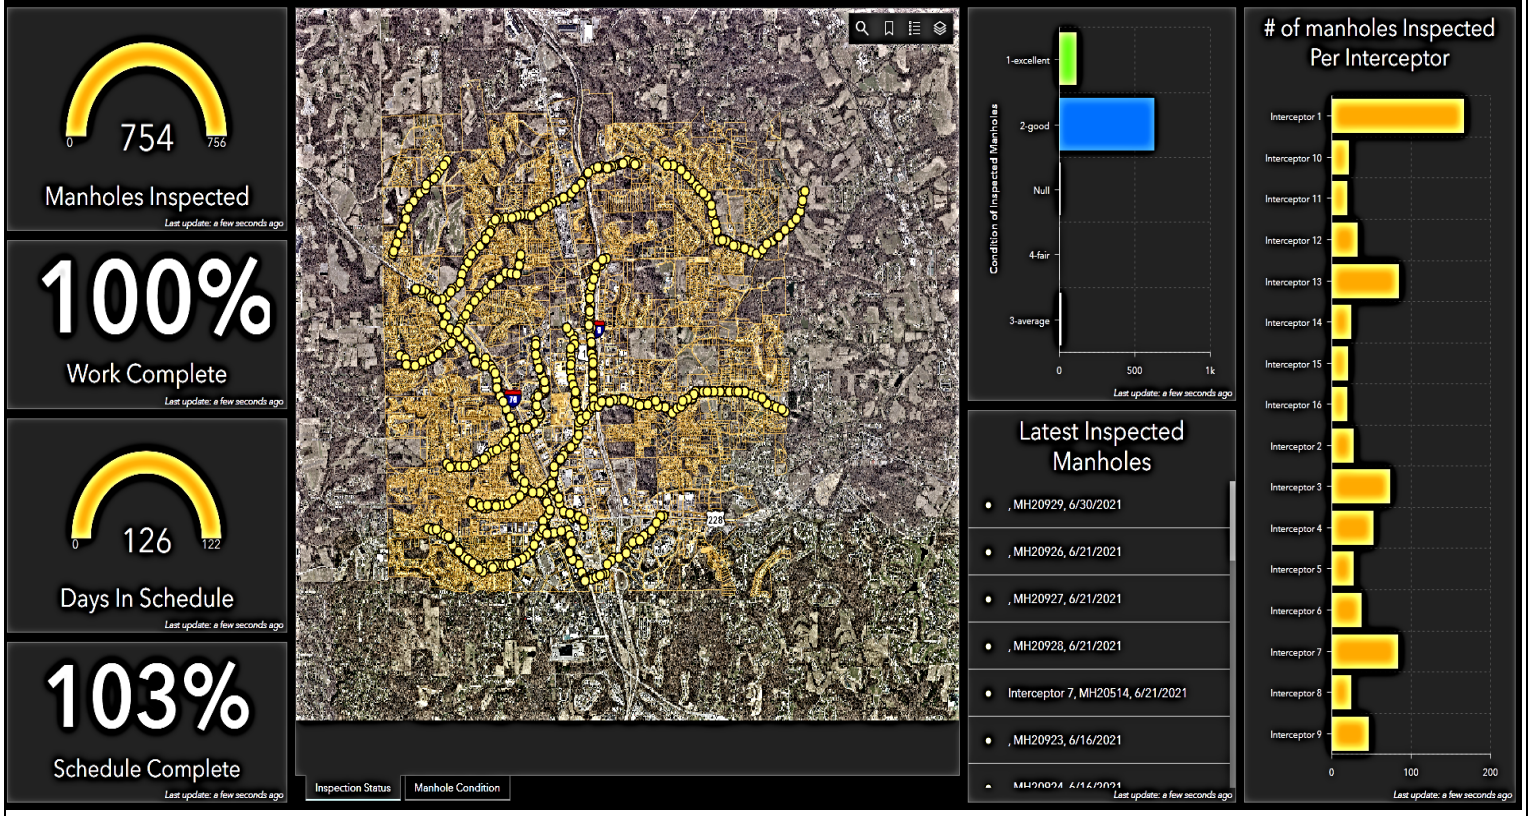 754
0
756
Manholes Inspected
Last update: a few seconds ago
100%
Work Complete
Last update: a few seconds ago
126
0
122
Days In Schedule
Last update: a few seconds ago
103%
Schedule Complete
Last update: a few seconds ago
228
Inspection Status
Manhole Condition
Condition of Inspected Manholes
1-excellent
2-good
Null
4-fair
3-average
0
500
1k
Last update: a few seconds ago
Latest Inspected
Manholes
, MH20929, 6/30/2021
, MH20926, 6/21/2021
, MH20927, 6/21/2021
, MH20928, 6/21/2021
Interceptor 7, MH20514, 6/21/2021
, MH20923, 6/16/2021
, MH20924, 6/16/2021
Last update: a few seconds ago
# of manholes Inspected
Per Interceptor
Interceptor 1
Interceptor 10
Interceptor 11
Interceptor 12
Interceptor 13
Interceptor 14
Interceptor 15
Interceptor 16
Interceptor 2
Interceptor 3
Interceptor 4
Interceptor 5
Interceptor 6
Interceptor 7
Interceptor 8
Interceptor 9
0
100
200
Last update: a few seconds ago